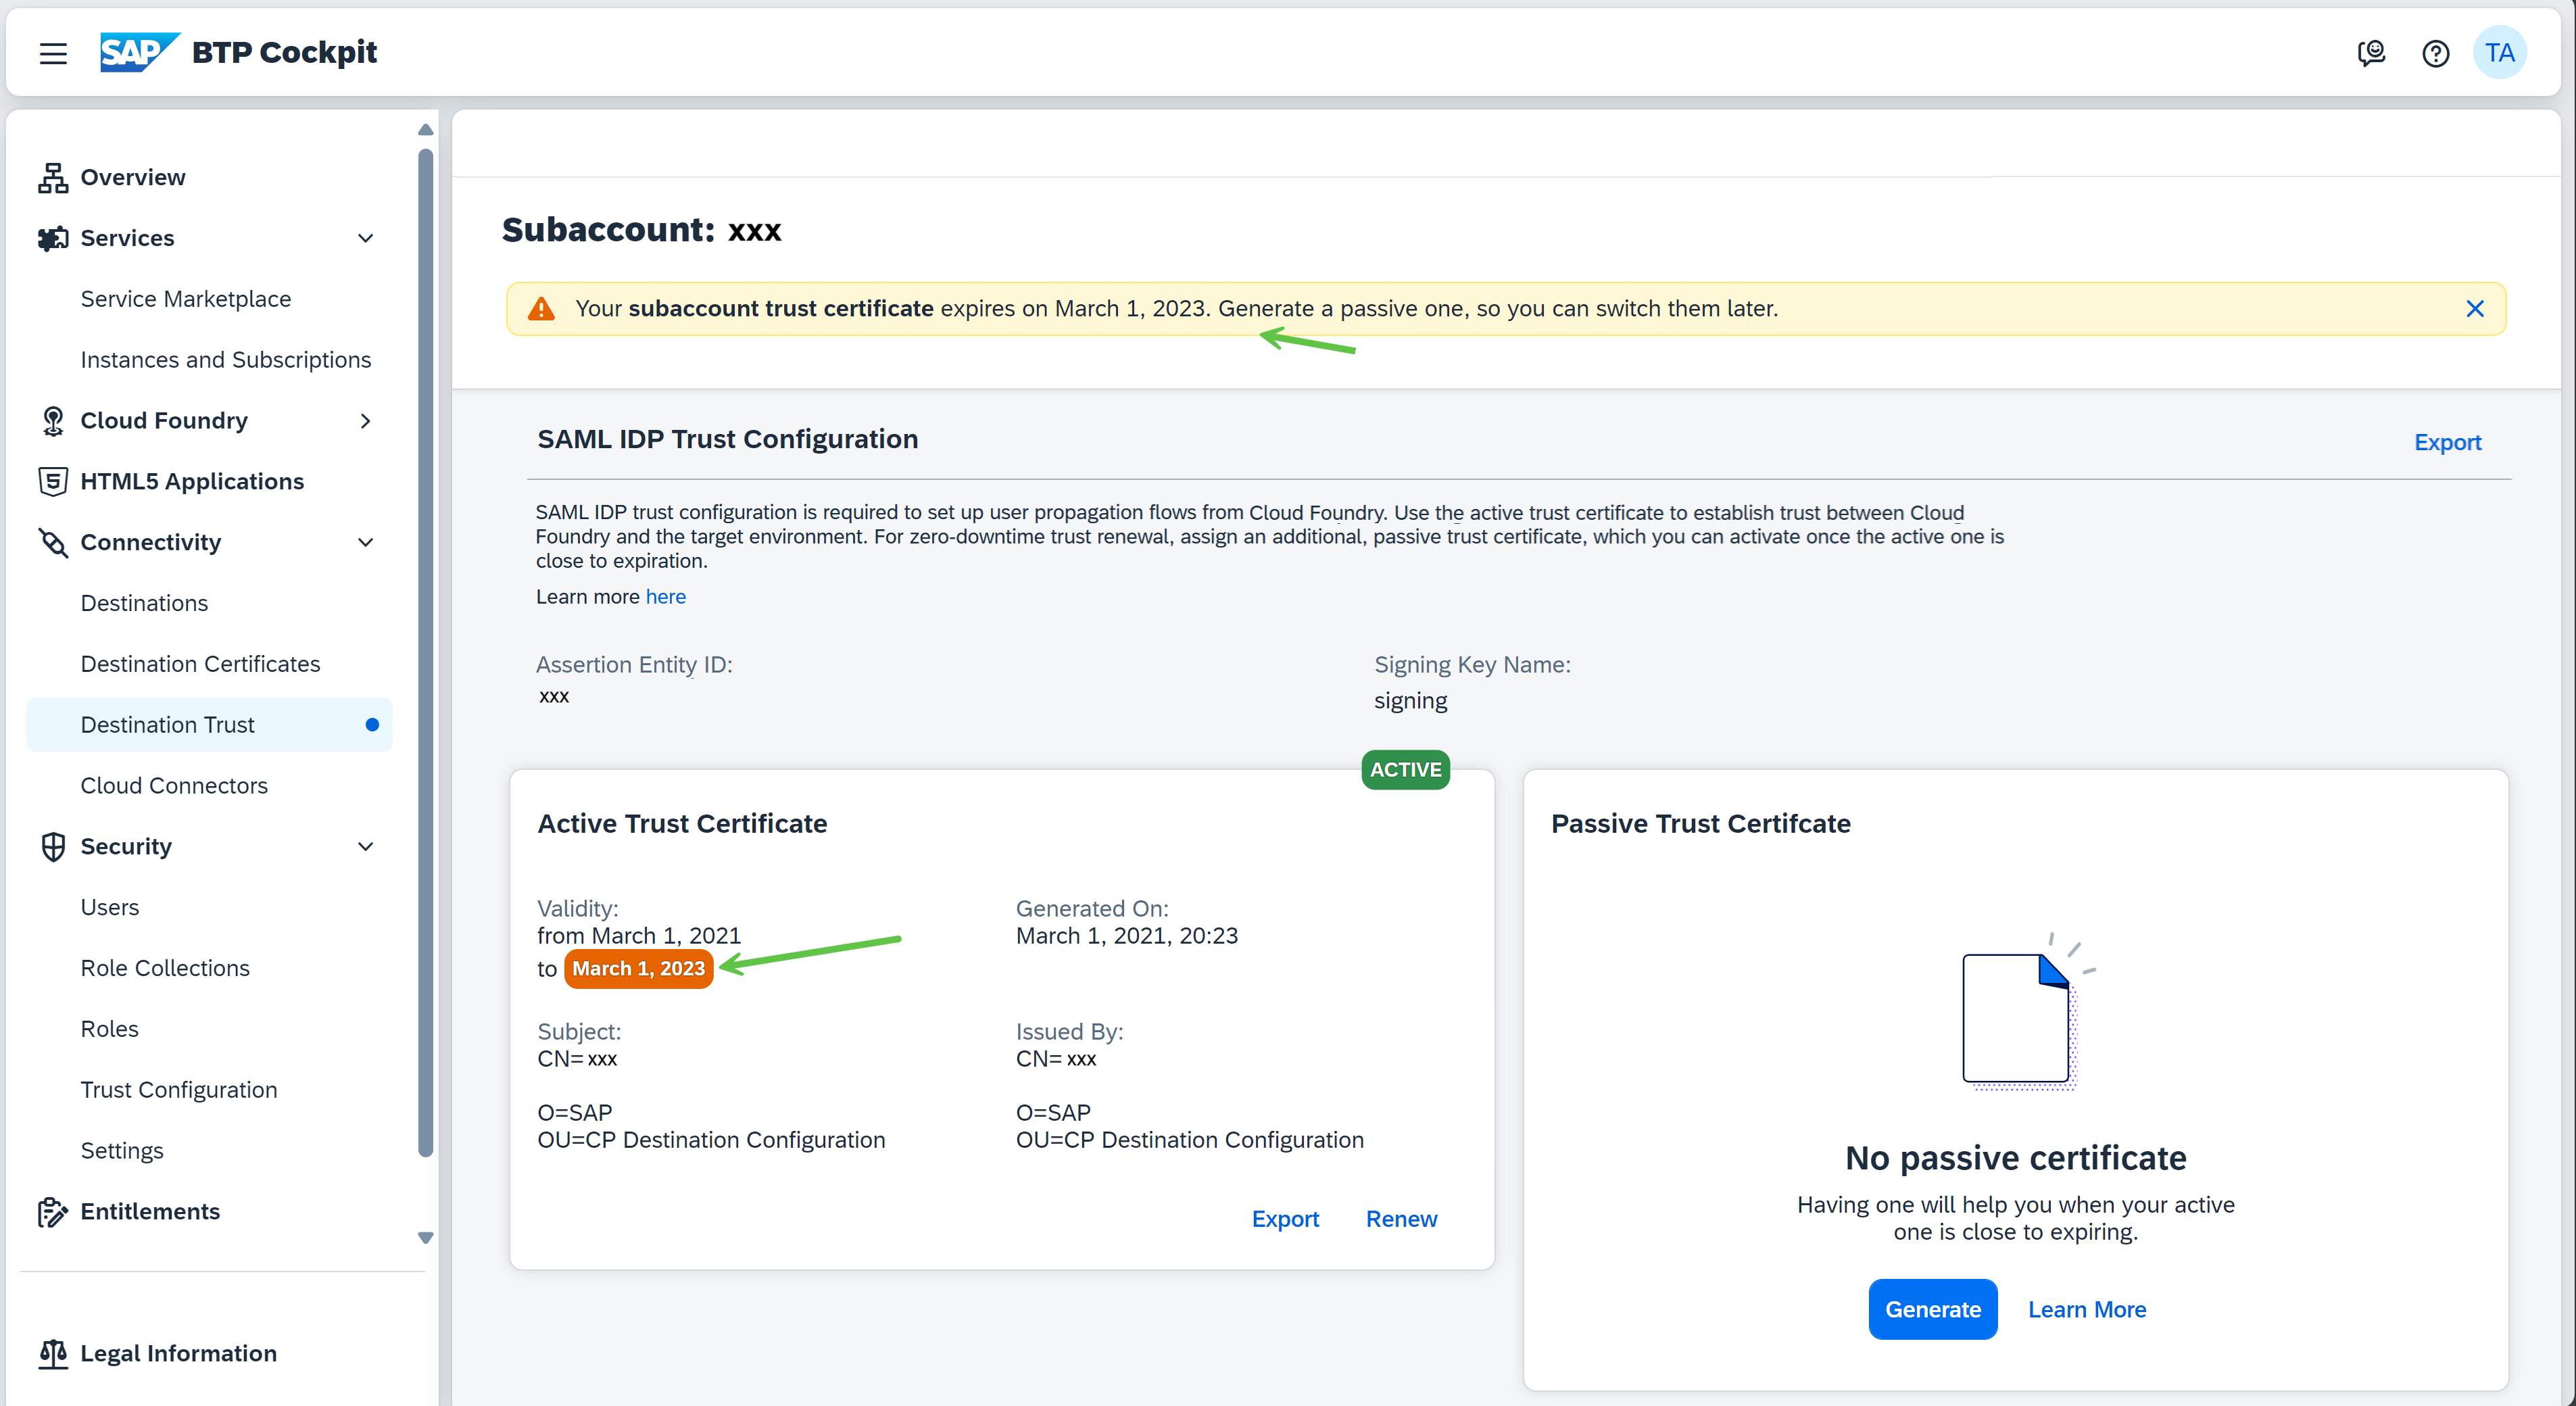 SAP BTP Cockpit
TA
Overview
Services
Service Marketplace
Instances and Subscriptions
Cloud Foundry
HTML5 Applications
Connectivity
Destinations
Destination Certificates
Destination Trust
Cloud Connectors
Security
Users
Role Collections
Roles
Trust Configuration
Settings
Entitlements
Legal Information
Subaccount: xxx
Your subaccount trust certificate expires on March 1, 2023. Generate a passive one, so you can switch them later.
SAML IDP Trust Configuration
Export
SAML IDP trust configuration is required to set up user propagation flows from Cloud Foundry. Use the active trust certificate to establish trust between Cloud
Foundry and the target environment. For zero-downtime trust renewal, assign an additional, passive trust certificate, which you can activate once the active one is
close to expiration.
Learn more here
Assertion Entity ID:
xxx
Signing Key Name:
signing
ACTIVE
Active Trust Certificate
Validity:
from March 1, 2021
to March 1, 2023
Generated On:
March 1, 2021, 20:23
Subject:
CN= xxx
O=SAP
OU=CP Destination Configuration
Issued By:
CN= xxx
O=SAP
OU=CP Destination Configuration
Export
Renew
Passive Trust Certifcate
No passive certificate
Having one will help you when your active
one is close to expiring.
Generate
Learn More